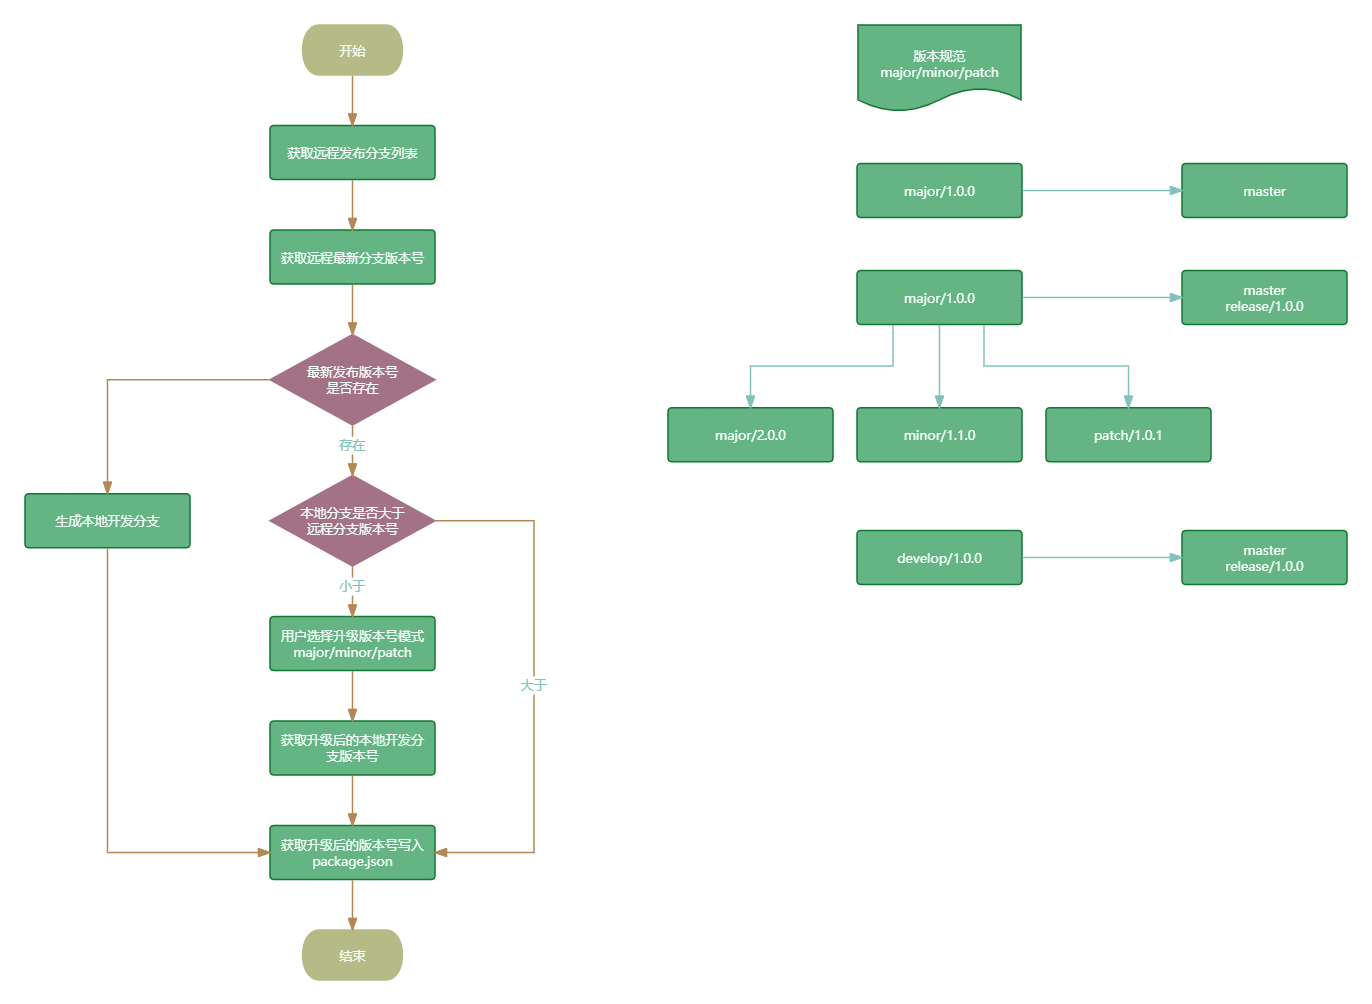 开始
获取远程发布分支列表
获取远程最新分支版本号
最新发布版本号
是否存在
存在
生成本地开发分支
本地分支是否大于
远程分支版本号
小于
用户选择升级版本号模式
major/minor/patch
大于
获取升级后的本地开发分
支版本号
获取升级后的版本号写入
package.json
结束
版本规范
major/minor/patch
major/1.0.0
master
major/1.0.0
master
release/1.0.0
major/2.0.0
minor/1.1.0
patch/1.0.1
develop/1.0.0
master
release/1.0.0